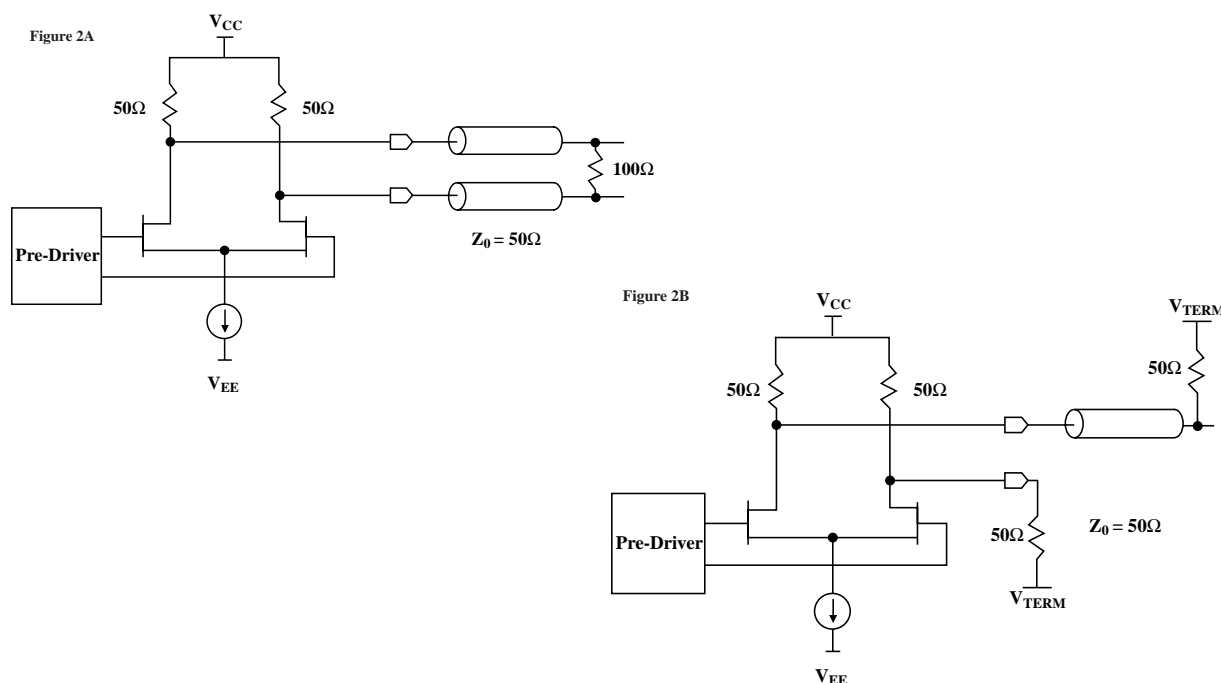 Figure 2A
VCC
50Ω
50Ω
100Ω
Z0 = 50Ω
Pre-Driver
VEE
Figure 2B
VCC
VTERM
50Ω
50Ω
50Ω
Pre-Driver
50Ω
Z0 = 50Ω
VTERM
VEE